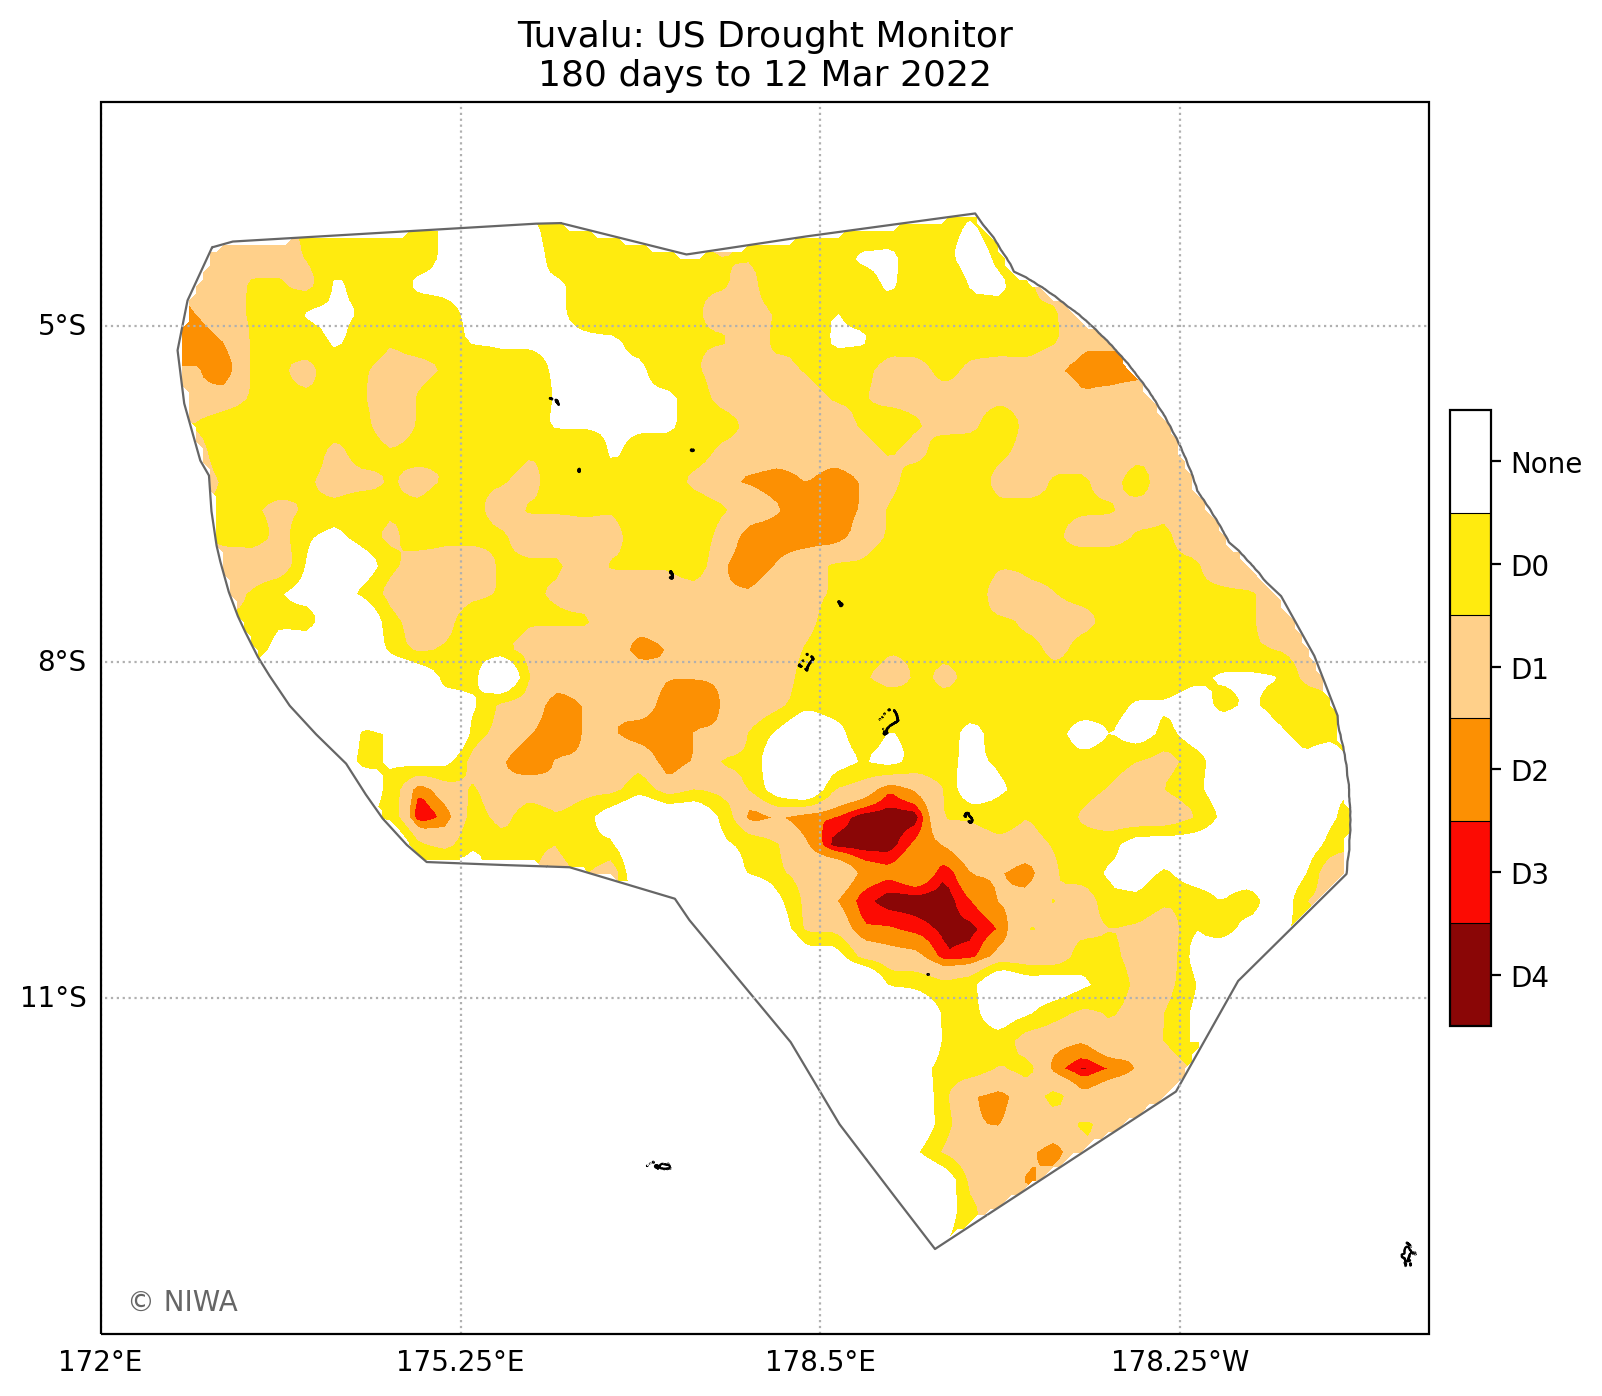 Tuvalu: US Drought Monitor
180 days to 12 Mar 2022
5°S
8°S
11°S
172°E
175.25°E
178.5°E
178.25°W
None
D0
D1
D2
D3
D4
© NIWA